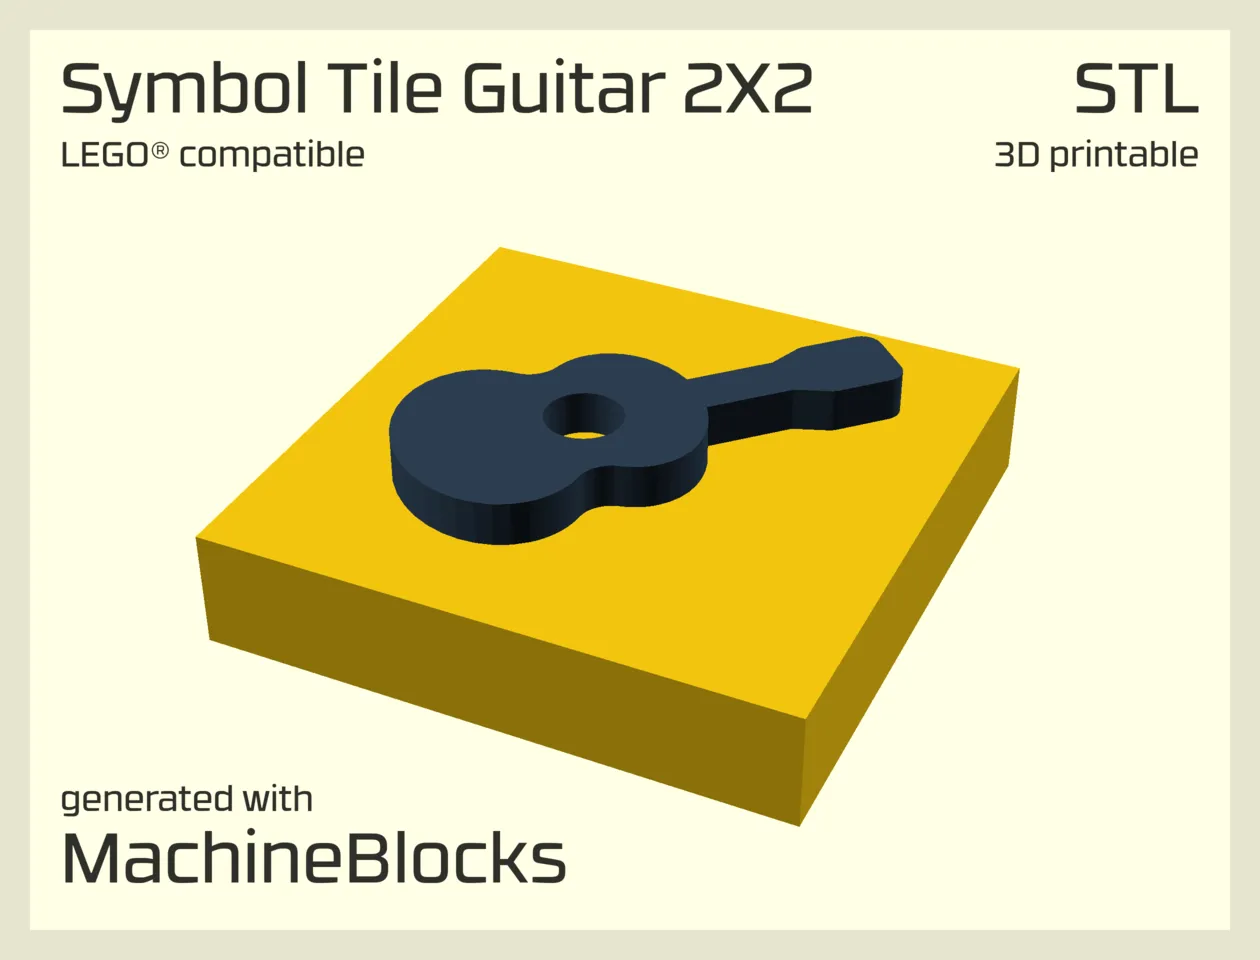 Symbol Tile Guitar 2X2
STL
LEGO® compatible
3D printable
generated with
MachineBlocks